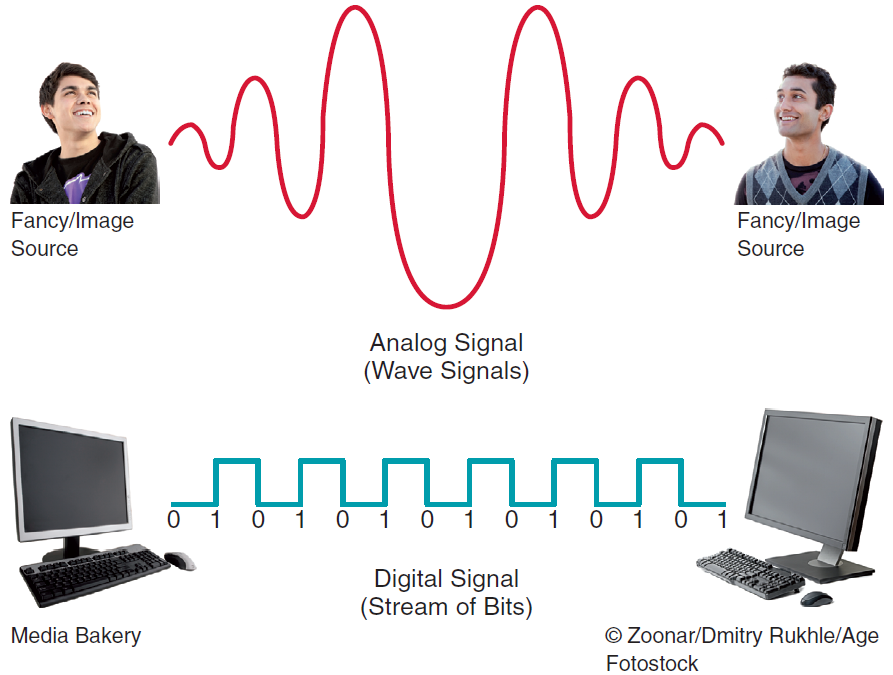 Fancy/Image
Source
Fancy/Image
Source
Analog Signal
(Wave Signals)
0 1 0 1 0 1 0 1 0 1 0 1 0 1
Digital Signal
(Stream of Bits)
Media Bakery
© Zoonar/Dmitry Rukhle/Age
Fotostock